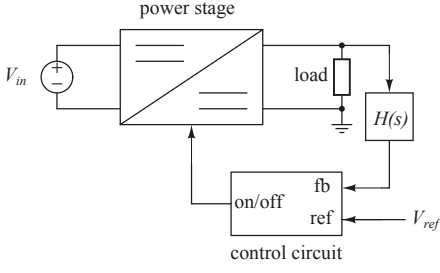 power stage
V_in
+
−
load
H(s)
fb
on/off
ref
V_ref
control circuit